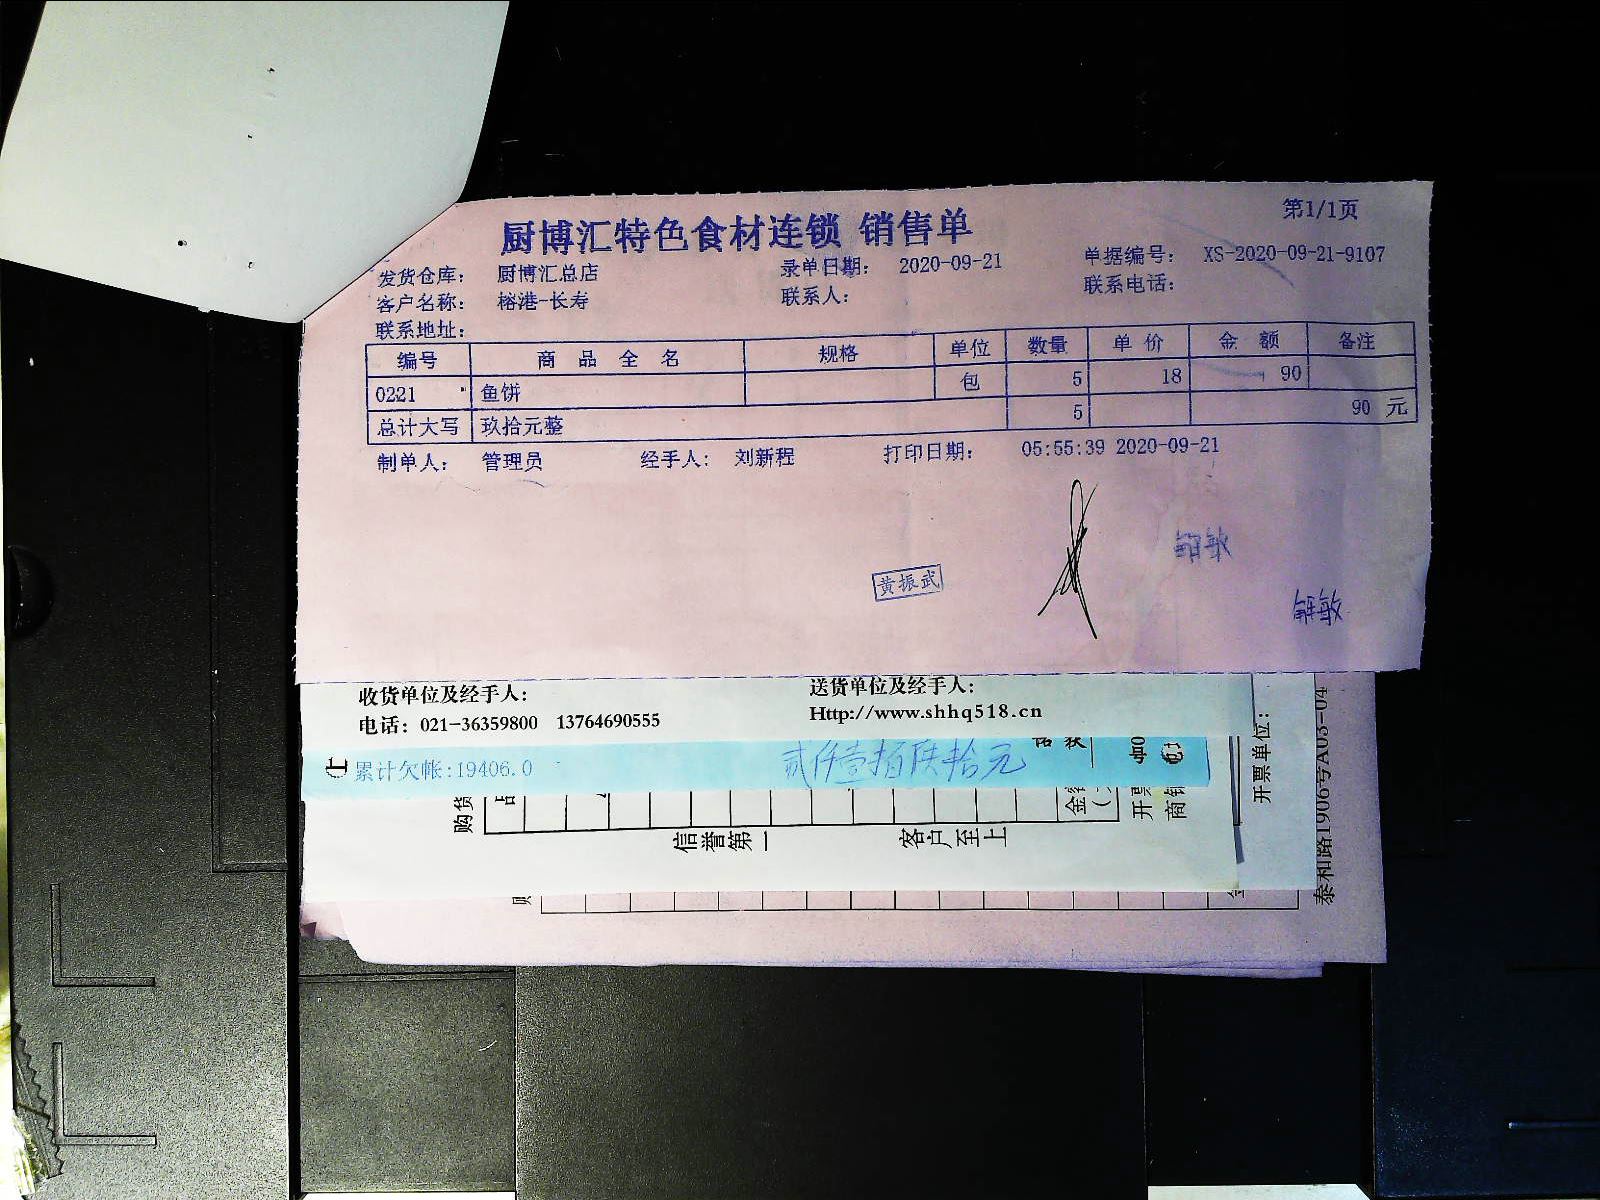 厨博汇特色食材连锁 销售单
第1/1页
发货仓库： 厨博汇总店 录单日期： 2020-09-21 单据编号： XS-2020-09-21-9107
客户名称： 榕港-长寿 联系人： 联系电话：
联系地址：
编号 商品全名 规格 单位 数量 单价 金额 备注
0221 鱼饼 包 5 18 90
总计大写 玖拾元整 5 90 元
制单人： 管理员 经手人： 刘新程 打印日期： 05:55:39 2020-09-21
黄振武
收货单位及经手人： 送货单位及经手人：
电话：021-36359800 13764690555 Http://www.shhq518.cn
累计欠帐:19406.0 贰仟壹佰陆拾元
购货
信誉第一 客户至上
开票单位：
泰和路1906号A03-04